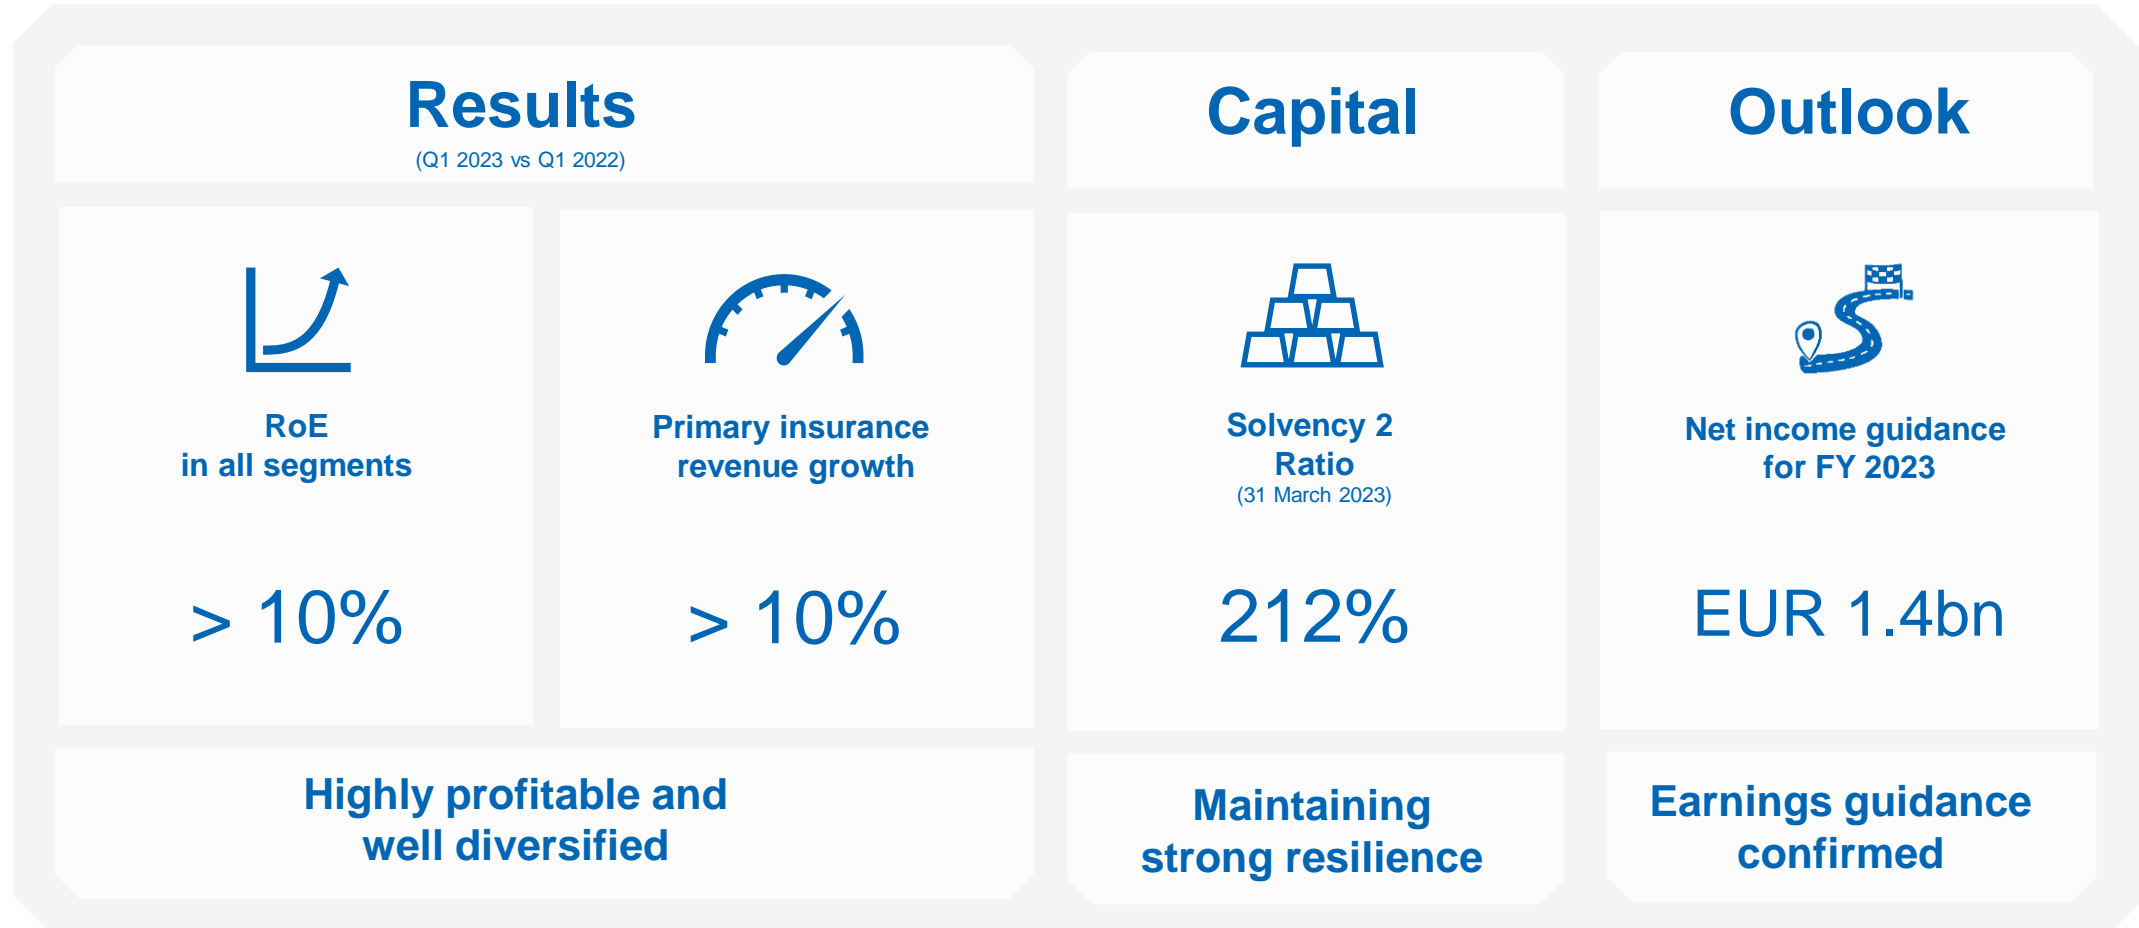 Results
(Q1 2023 vs Q1 2022)
RoE
in all segments
> 10%
Primary insurance
revenue growth
> 10%
Highly profitable and
well diversified
Capital
Solvency 2
Ratio
(31 March 2023)
212%
Maintaining
strong resilience
Outlook
Net income guidance
for FY 2023
EUR 1.4bn
Earnings guidance
confirmed